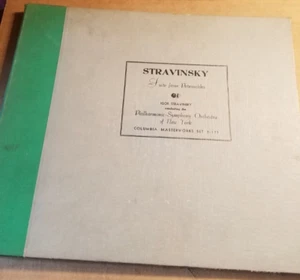 STRAVINSKY
Suite from Petrouchka
IGOR STRAVINSKY
conducting the
Philharmonic-Symphony Orchestra
of New York
COLUMBIA MASTERWORKS SET